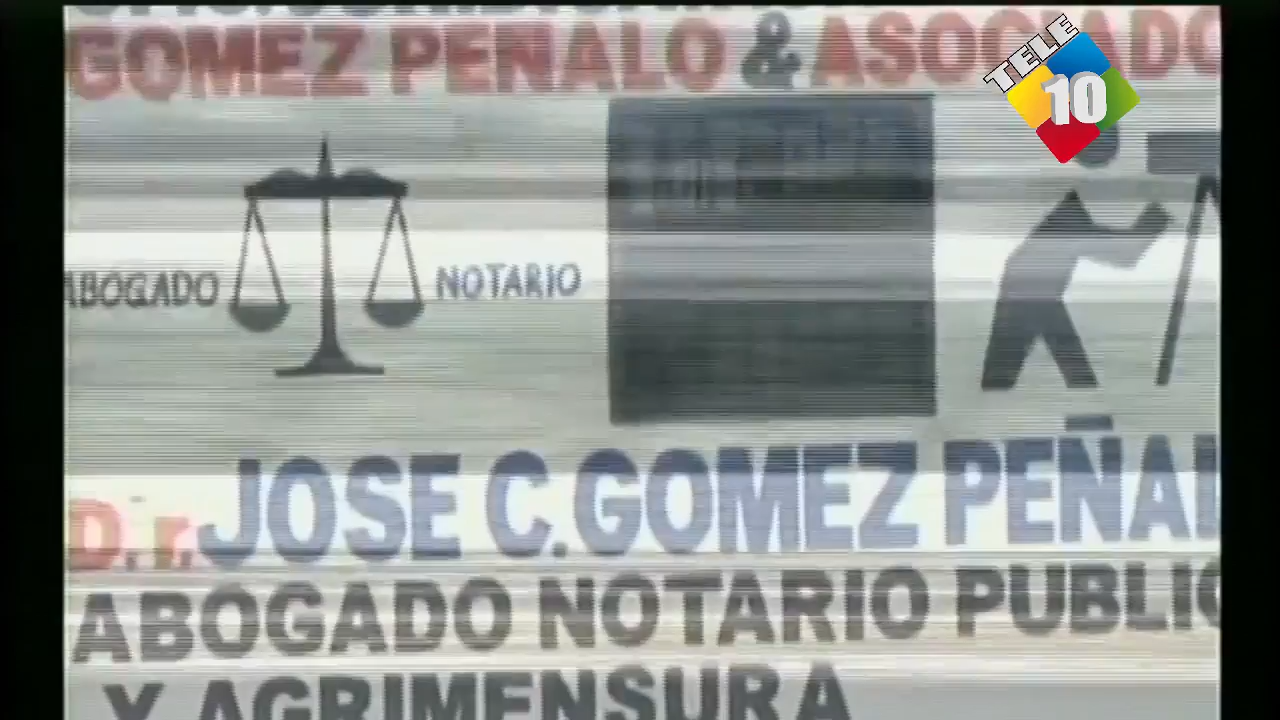 GOMEZ PEÑALO & ASOCIADO
TELE
10
ABOGADO
NOTARIO
D.r. JOSE C. GOMEZ PEÑAL
ABOGADO NOTARIO PUBLIC
Y AGRIMENSURA